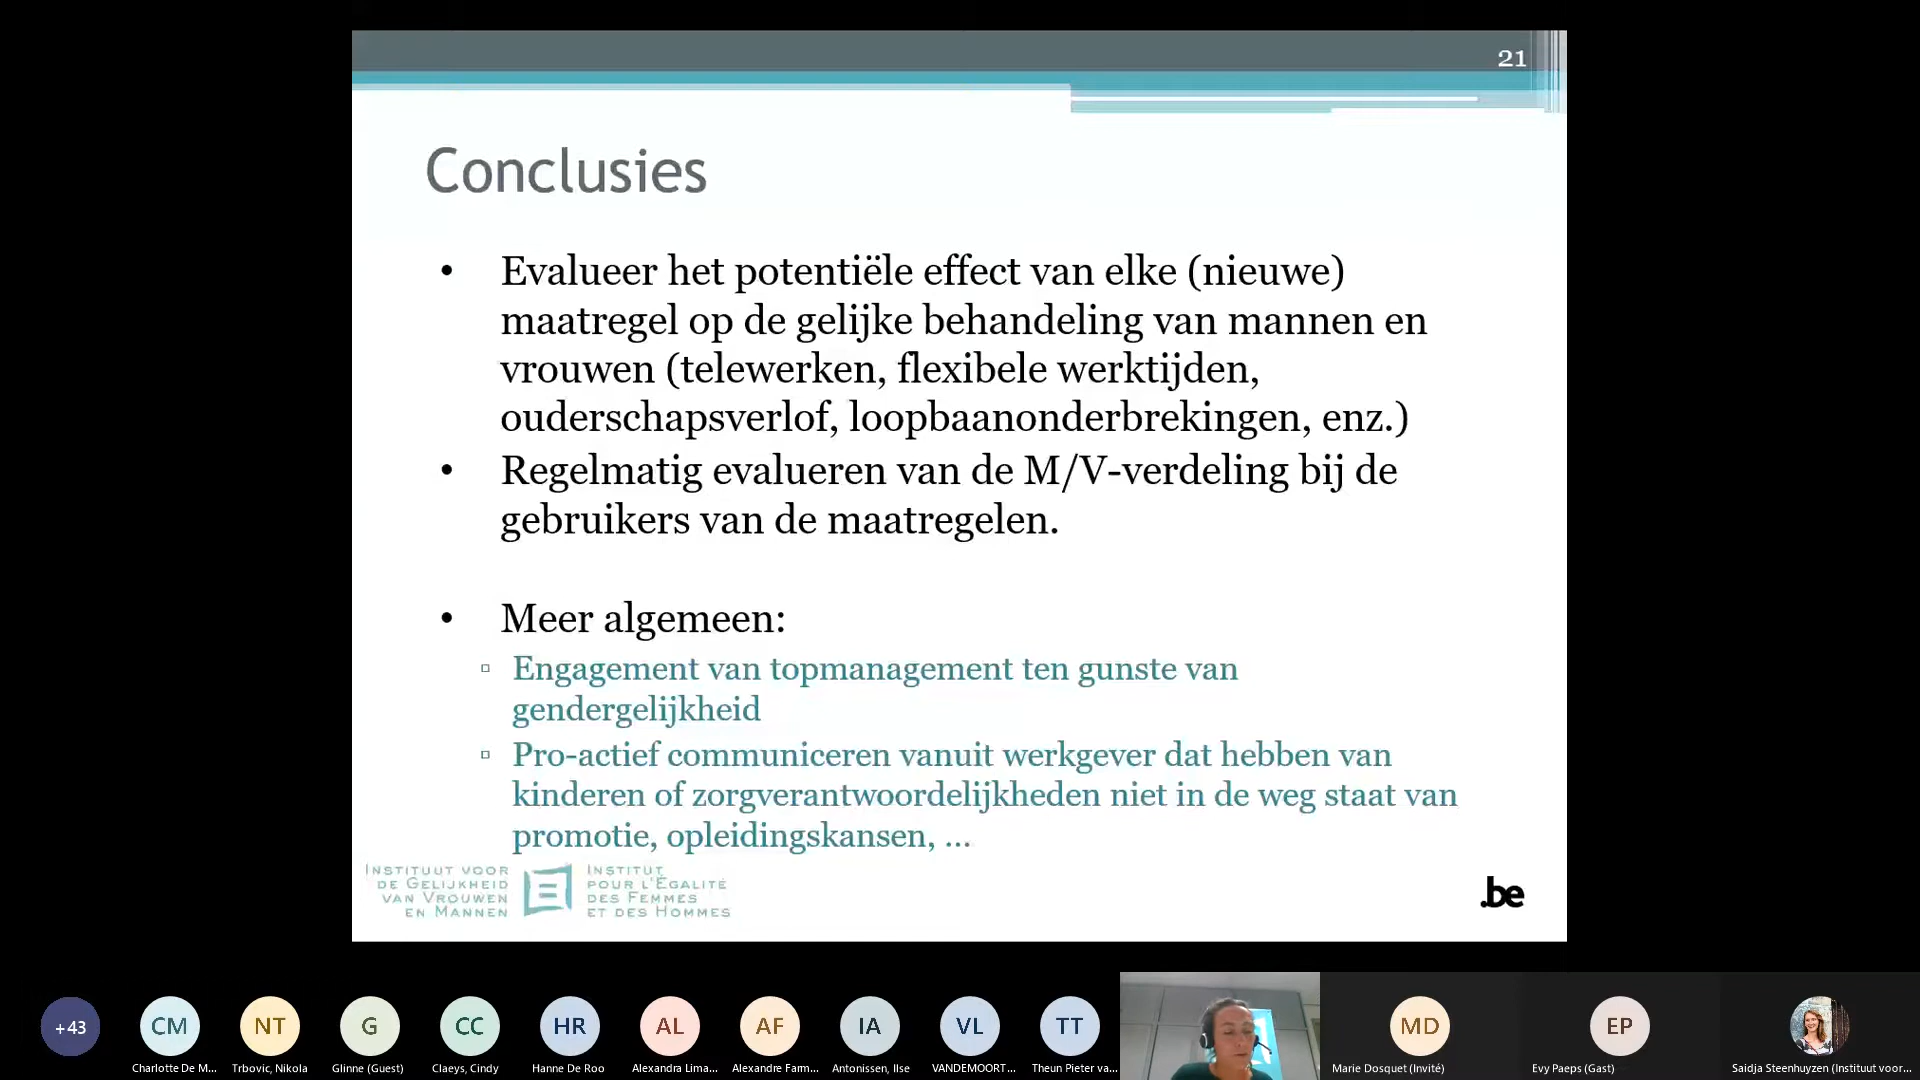 21
Conclusies
• Evalueer het potentiële effect van elke (nieuwe)
maatregel op de gelijke behandeling van mannen en
vrouwen (telewerken, flexibele werktijden,
ouderschapsverlof, loopbaanonderbrekingen, enz.)
• Regelmatig evalueren van de M/V-verdeling bij de
gebruikers van de maatregelen.
• Meer algemeen:
▫ Engagement van topmanagement ten gunste van
gendergelijkheid
▫ Pro-actief communiceren vanuit werkgever dat hebben van
kinderen of zorgverantwoordelijkheden niet in de weg staat van
promotie, opleidingskansen, ...
INSTITUUT VOOR
DE GELIJKHEID
VAN VROUWEN
EN MANNEN
INSTITUT
POUR L'ÉGALITÉ
DES FEMMES
ET DES HOMMES
.be
+43
CM
NT
G
CC
HR
AL
AF
IA
VL
TT
MD
EP
Charlotte De M...
Trbovic, Nikola
Glinne (Guest)
Claeys, Cindy
Hanne De Roo
Alexandra Lima...
Alexandre Farm...
Antonissen, Ilse
VANDEMOORT...
Theun Pieter va...
Marie Dosquet (Invité)
Evy Paeps (Gast)
Saidja Steenhuyzen (Instituut voor...